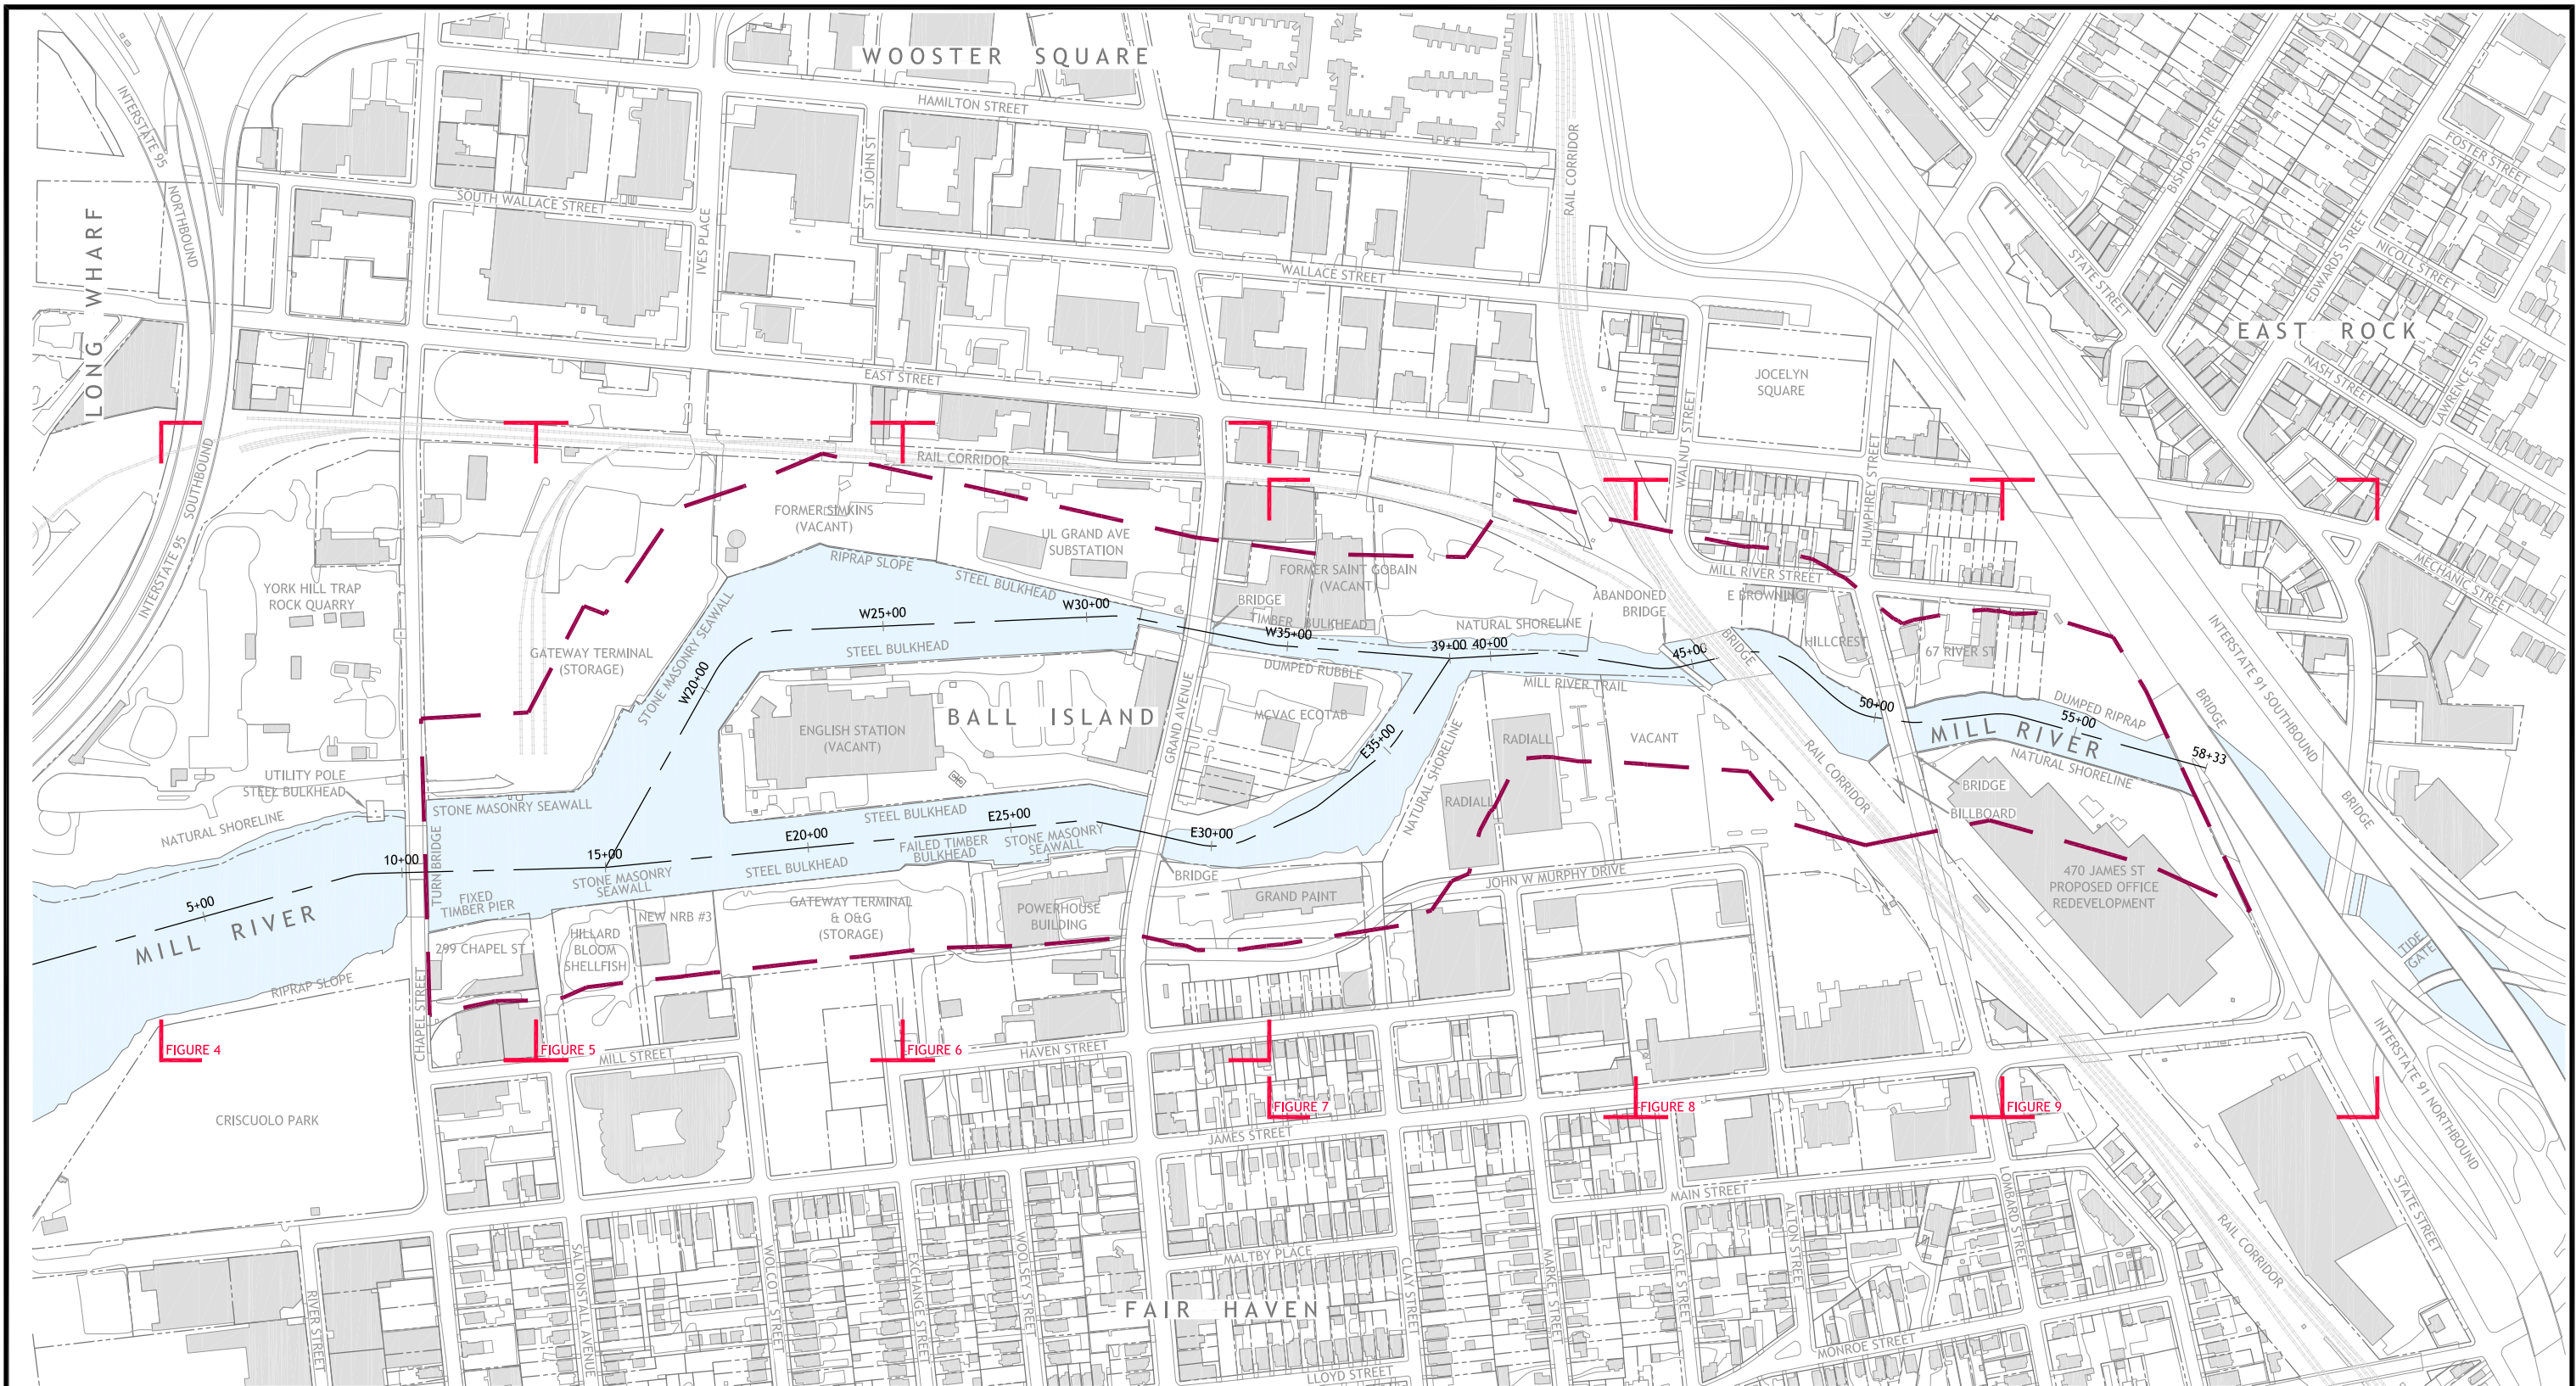 WOOSTER SQUARE
HAMILTON STREET
INTERSTATE 95
NORTHBOUND
SOUTH WALLACE STREET
IVES PLACE
ST. JOHN ST
RAIL CORRIDOR
BISHOPS STREET
FOSTER STREET
EDWARDS STREET
NICOLL STREET
STATE STREET
LONG WHARF
WALLACE STREET
EAST ROCK
NASH STREET
LAWRENCE STREET
EAST STREET
JOCELYN
SQUARE
WALNUT STREET
HUMPHREY STREET
INTERSTATE 95
SOUTHBOUND
RAIL CORRIDOR
FORMER SIMKINS
(VACANT)
UL GRAND AVE
SUBSTATION
RIPRAP SLOPE
STEEL BULKHEAD
FORMER SAINT GOBAIN
(VACANT)
MILL RIVER STREET
E BROWNING
ABANDONED
BRIDGE
MECHANIC STREET
YORK HILL TRAP
ROCK QUARRY
BRIDGE
TIMBER BULKHEAD
NATURAL SHORELINE
W25+00
W30+00
W35+00
39+00
40+00
45+00
BRIDGE
HILLCREST
67 RIVER ST
INTERSTATE 91 SOUTHBOUND
GATEWAY TERMINAL
(STORAGE)
STONE MASONRY SEAWALL
W20+00
STEEL BULKHEAD
DUMPED RUBBLE
MILL RIVER TRAIL
BALL ISLAND
ENGLISH STATION
(VACANT)
GRAND AVENUE
MCVAC ECOTAB
E35+00
NATURAL SHORELINE
RADIALL
VACANT
RAIL CORRIDOR
50+00
DUMPED RIPRAP
55+00
BRIDGE
MILL RIVER
NATURAL SHORELINE
58+33
BRIDGE
UTILITY POLE
STEEL BULKHEAD
BRIDGE
BILLBOARD
RADIALL
STONE MASONRY SEAWALL
NATURAL SHORELINE
TURN BRIDGE
10+00
15+00
STEEL BULKHEAD
E20+00
E25+00
FAILED TIMBER
BULKHEAD
STONE MASONRY
SEAWALL
E30+00
STEEL BULKHEAD
STONE MASONRY
SEAWALL
BRIDGE
JOHN W MURPHY DRIVE
470 JAMES ST
PROPOSED OFFICE
REDEVELOPMENT
5+00
MILL RIVER
FIXED
TIMBER PIER
NEW NRB #3
GATEWAY TERMINAL
& O&G
(STORAGE)
POWERHOUSE
BUILDING
GRAND PAINT
299 CHAPEL ST
HILLARD
BLOOM
SHELLFISH
TIDE
GATE
RIPRAP SLOPE
CHAPEL STREET
FIGURE 4
FIGURE 5
MILL STREET
FIGURE 6
HAVEN STREET
FIGURE 7
FIGURE 8
FIGURE 9
INTERSTATE 91 NORTHBOUND
CRISCUOLO PARK
JAMES STREET
MAIN STREET
LOMBARD STREET
STATE STREET
RAIL CORRIDOR
RIVER STREET
SALTONSTALL AVENUE
WOLCOTT STREET
EXCHANGE STREET
WOOLSEY STREET
MALTBY PLACE
CLAY STREET
MARKET STREET
CASTLE STREET
ALTON STREET
FAIR HAVEN
MONROE STREET
LLOYD STREET